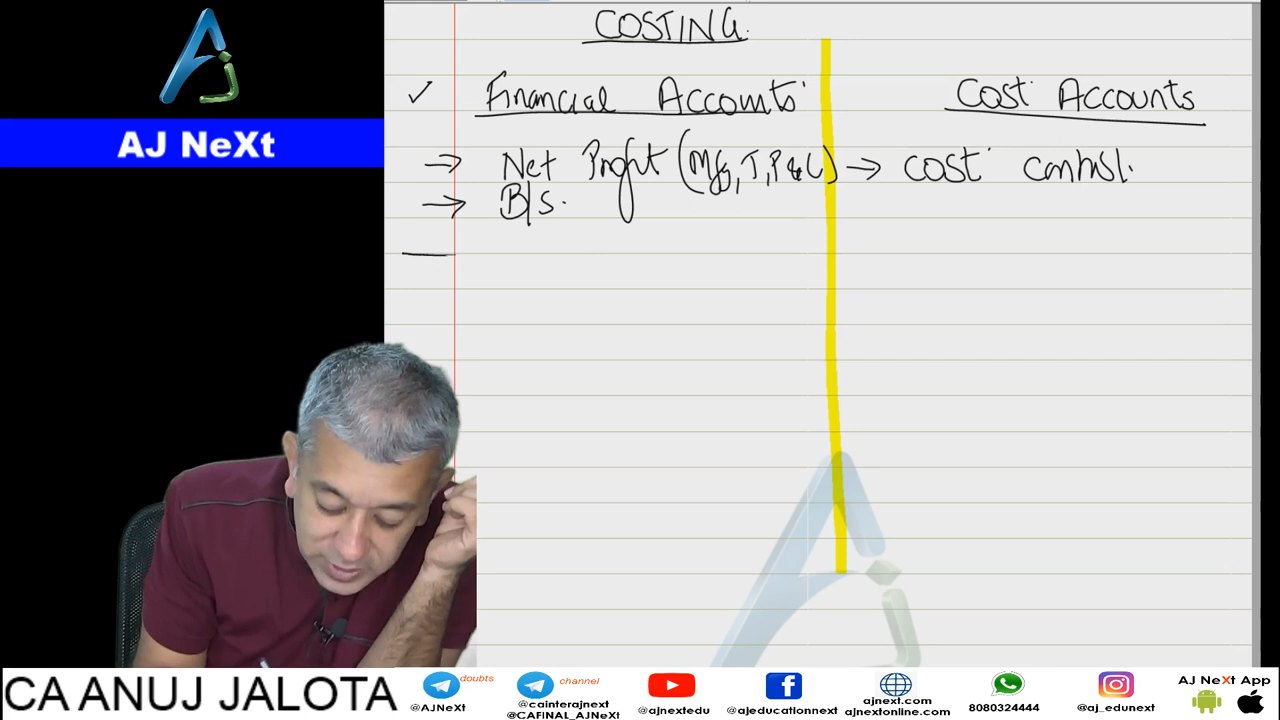 COSTING.
AJ NeXt
✓ Financial Accounts
Cost Accounts
→ Net Profit (Mfg, T, P&L) → cost control.
→ B/s.
CA ANUJ JALOTA
doubts
@AJNeXt
channel
@cainterajnext
@CAFINAL_AJNeXt
@ajnextedu
@ajeducationnext
ajnext.com
ajnextonline.com
8080324444
@aj_edunext
AJ NeXt App